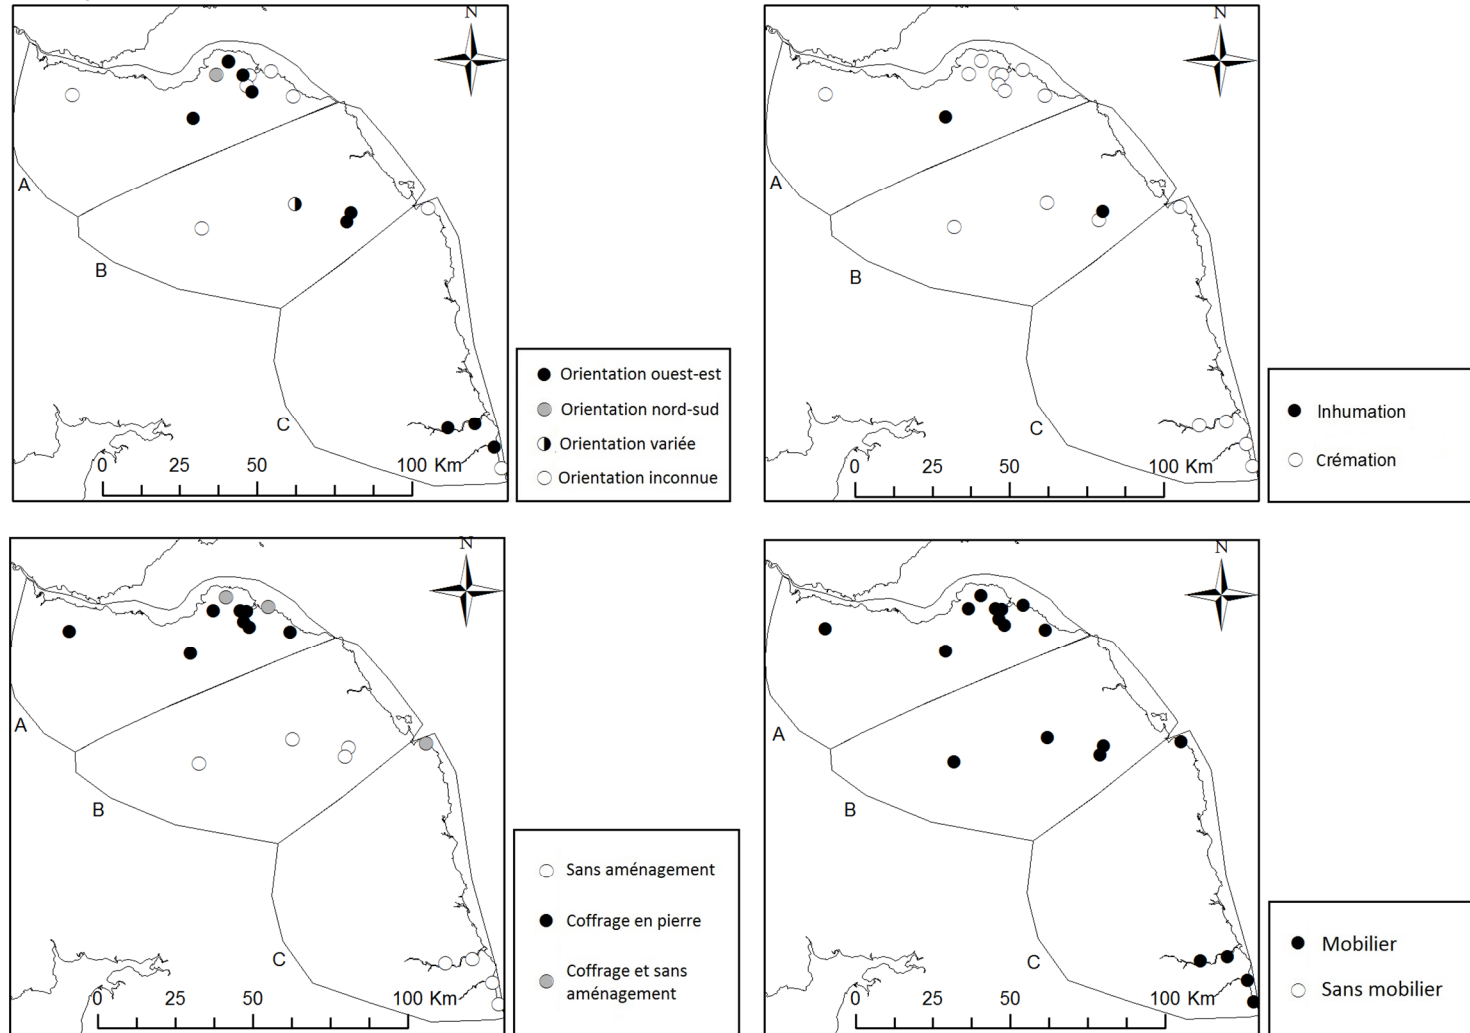 N
A
B
C
0 25 50 100 Km
Orientation ouest-est
Orientation nord-sud
Orientation variée
Orientation inconnue
N
A
B
C
0 25 50 100 Km
Inhumation
Crémation
N
A
B
C
0 25 50 100 Km
Sans aménagement
Coffrage en pierre
Coffrage et sans
aménagement
N
A
B
C
0 25 50 100 Km
Mobilier
Sans mobilier